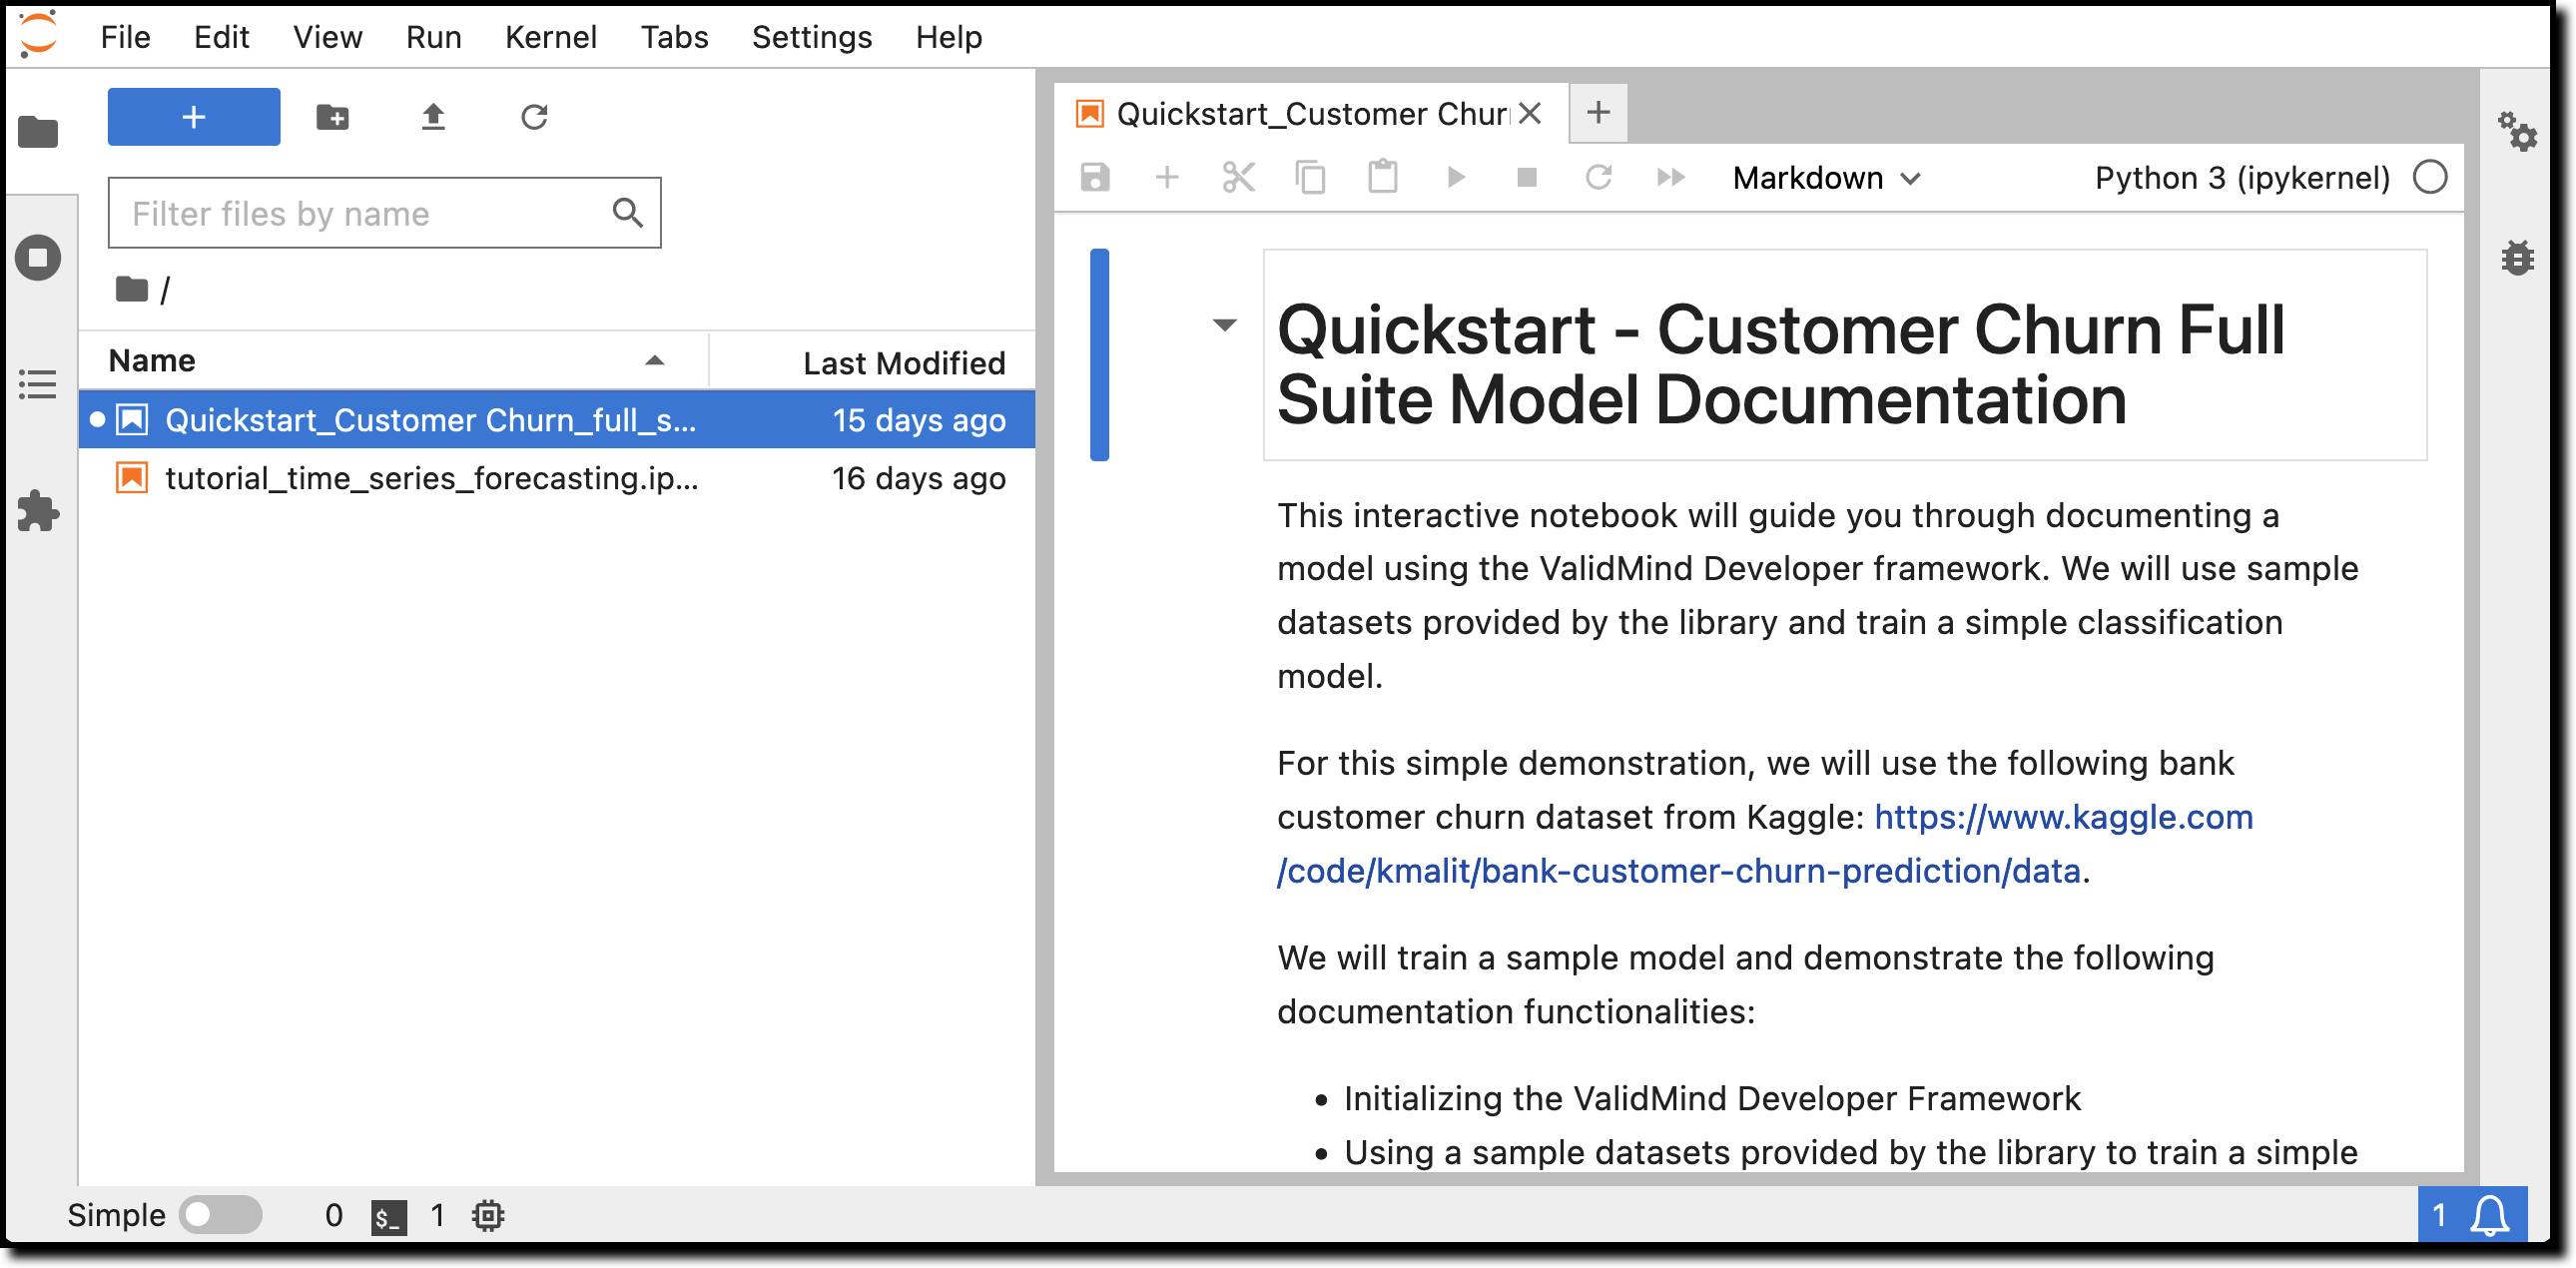 File Edit View Run Kernel Tabs Settings Help
Filter files by name
/
Name Last Modified
Quickstart_Customer Churn_full_s... 15 days ago
tutorial_time_series_forecasting.ip... 16 days ago
Quickstart_Customer Chur
Markdown Python 3 (ipykernel)
Quickstart - Customer Churn Full
Suite Model Documentation
This interactive notebook will guide you through documenting a
model using the ValidMind Developer framework. We will use sample
datasets provided by the library and train a simple classification
model.
For this simple demonstration, we will use the following bank
customer churn dataset from Kaggle: https://www.kaggle.com
/code/kmalit/bank-customer-churn-prediction/data.
We will train a sample model and demonstrate the following
documentation functionalities:
• Initializing the ValidMind Developer Framework
• Using a sample datasets provided by the library to train a simple
Simple 0 $_ 1
1